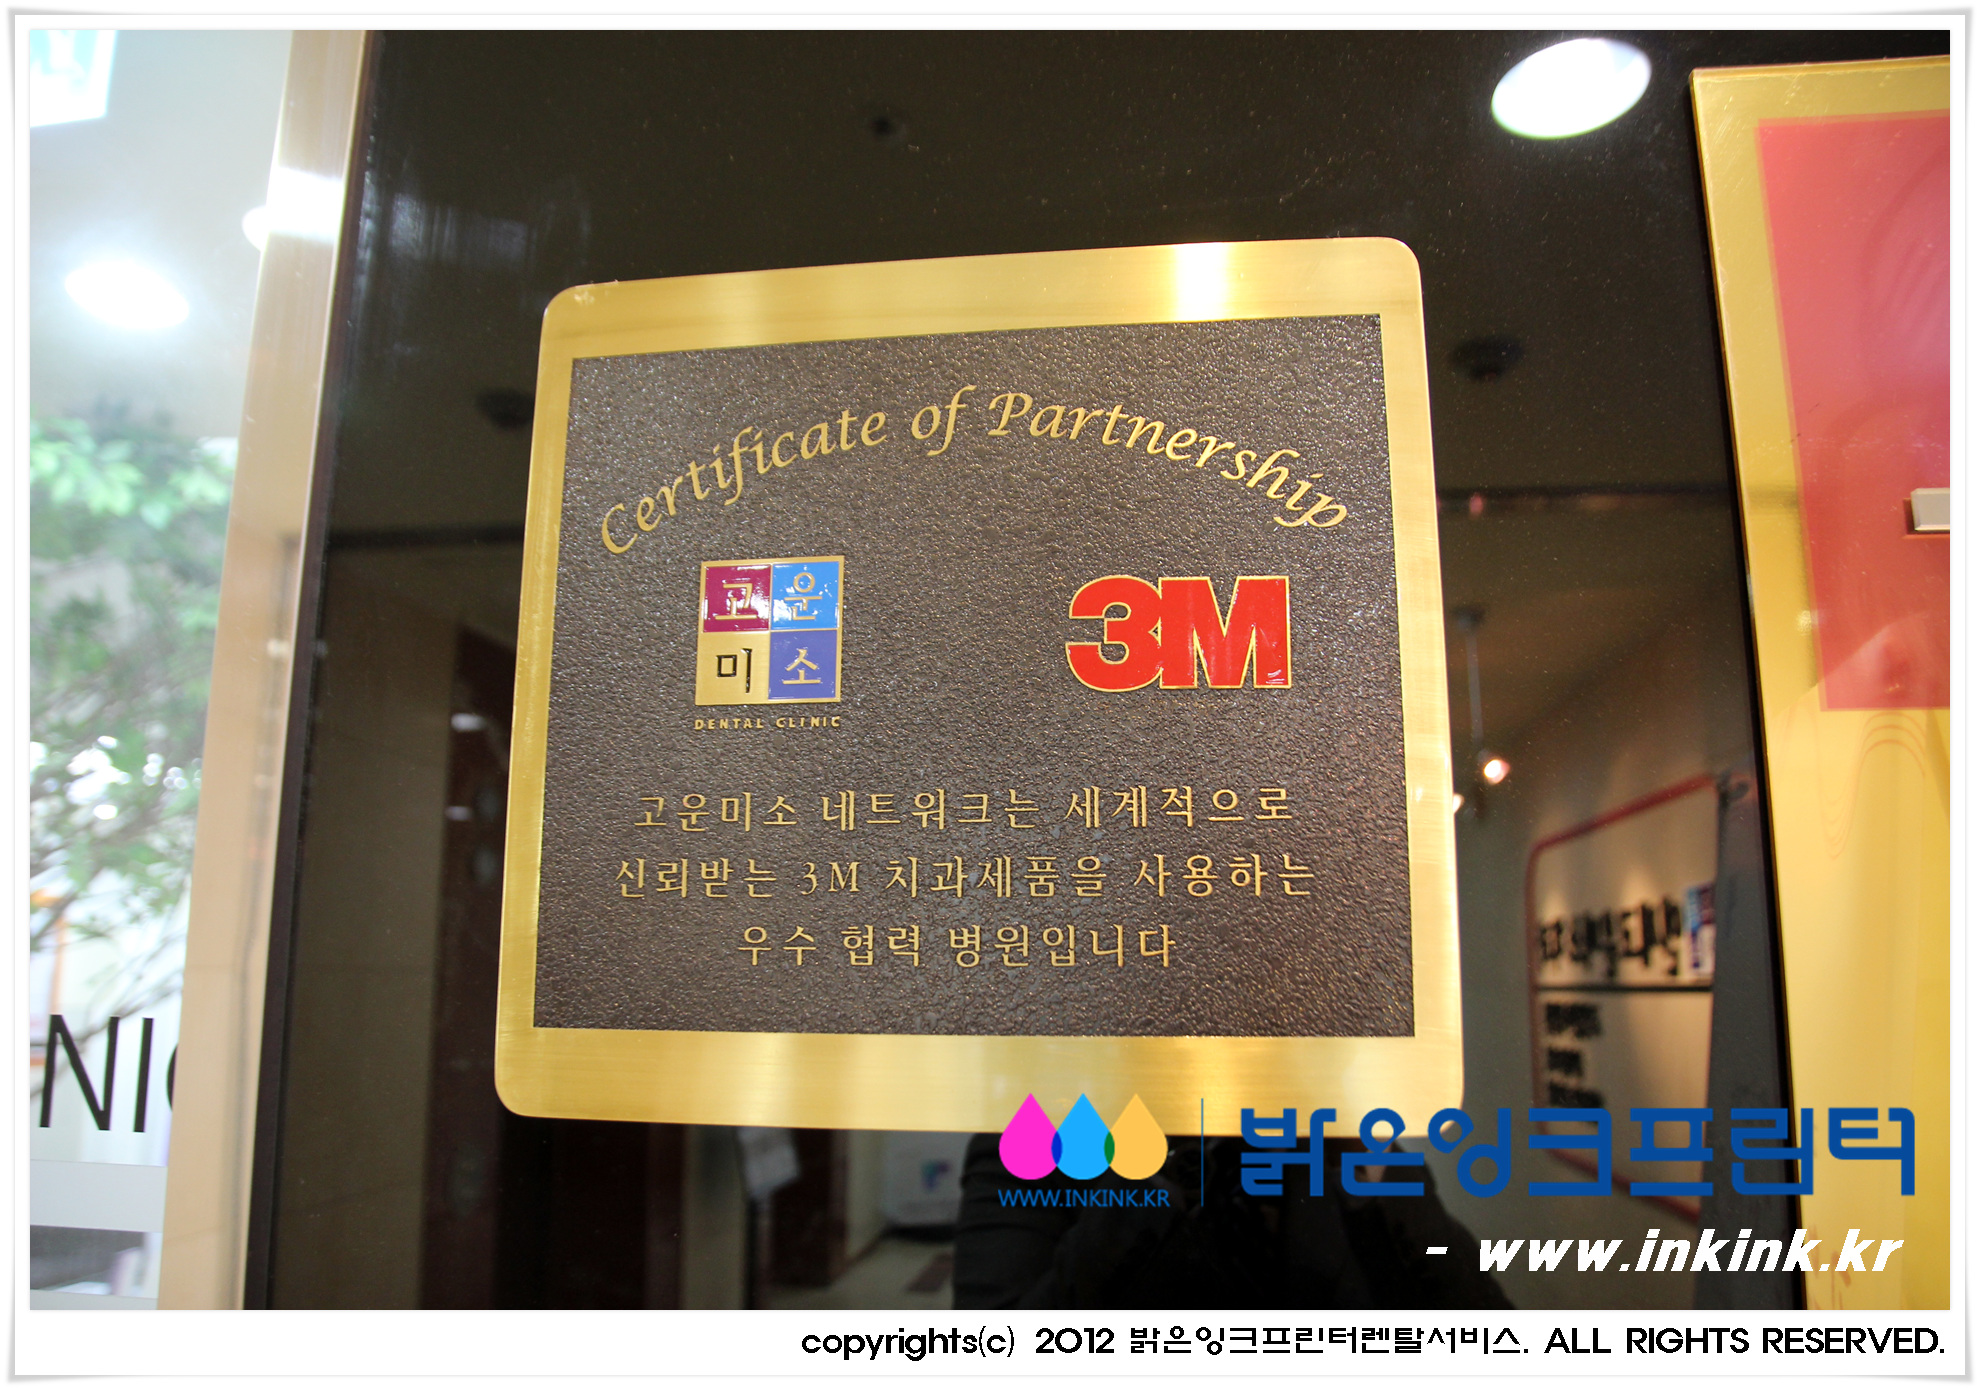 Certificate of Partnership
고운
미소
DENTAL CLINIC
3M
고운미소 네트워크는 세계적으로
신뢰받는 3M 치과제품을 사용하는
우수 협력 병원입니다
NIC
WWW.INKINK.KR
밝은잉크프린터
- www.inkink.kr
copyrights(c) 2012 밝은잉크프린터렌탈서비스. ALL RIGHTS RESERVED.